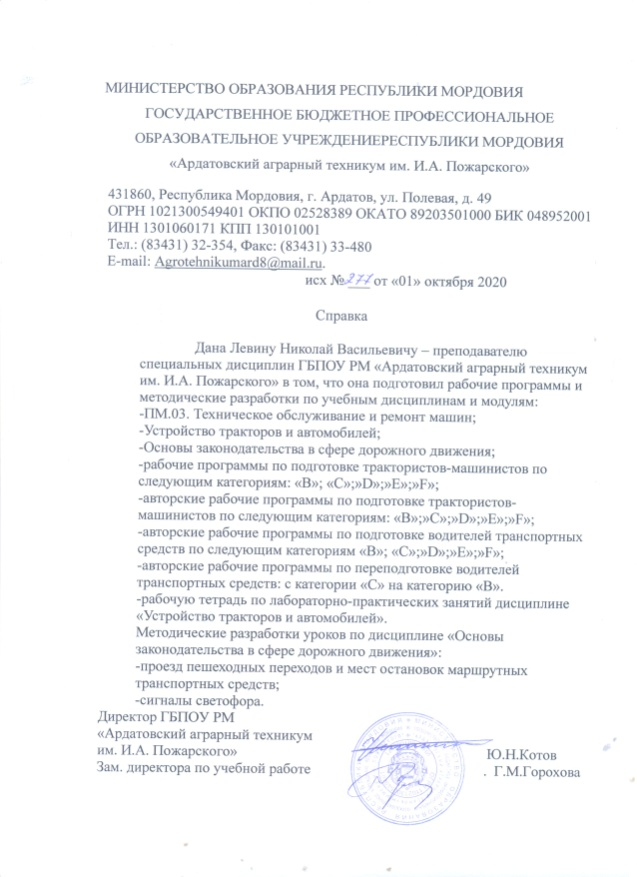 МИНИСТЕРСТВО ОБРАЗОВАНИЯ РЕСПУБЛИКИ МОРДОВИЯ
ГОСУДАРСТВЕННОЕ БЮДЖЕТНОЕ ПРОФЕССИОНАЛЬНОЕ
ОБРАЗОВАТЕЛЬНОЕ УЧРЕЖДЕНИЕРЕСПУБЛИКИ МОРДОВИЯ
«Ардатовский аграрный техникум им. И.А. Пожарского»
431860, Республика Мордовия, г. Ардатов, ул. Полевая, д. 49
ОГРН 1021300549401 ОКПО 02528389 ОКАТО 89203501000 БИК 048952001
ИНН 1301060171 КПП 130101001
Тел.: (83431) 32-354, Факс: (83431) 33-480
E-mail: Agrotehnikumard8@mail.ru.
исх №277 от «01» октября 2020
Справка
Дана Левину Николай Васильевичу – преподавателю
специальных дисциплин ГБПОУ РМ «Ардатовский аграрный техникум
им. И.А. Пожарского» в том, что она подготовил рабочие программы и
методические разработки по учебным дисциплинам и модулям:
-ПМ.03. Техническое обслуживание и ремонт машин;
-Устройство тракторов и автомобилей;
-Основы законодательства в сфере дорожного движения;
-рабочие программы по подготовке трактористов-машинистов по
следующим категориям: «В»; «С»;»D»;»E»;»F»;
-авторские рабочие программы по подготовке трактористов-
машинистов по следующим категориям: «В»;»С»;»D»;»E»;»F»;
-авторские рабочие программы по подготовке водителей транспортных
средств по следующим категориям «В»; «С»;»D»;»E»;»F»;
-авторские рабочие программы по переподготовке водителей
транспортных средств: с категории «С» на категорию «В».
-рабочую тетрадь по лабораторно-практических занятий дисциплине
«Устройство тракторов и автомобилей».
Методические разработки уроков по дисциплине «Основы
законодательства в сфере дорожного движения»:
-проезд пешеходных переходов и мест остановок маршрутных
транспортных средств;
-сигналы светофора.
Директор ГБПОУ РМ
«Ардатовский аграрный техникум
им. И.А. Пожарского» Ю.Н.Котов
Зам. директора по учебной работе . Г.М.Горохова